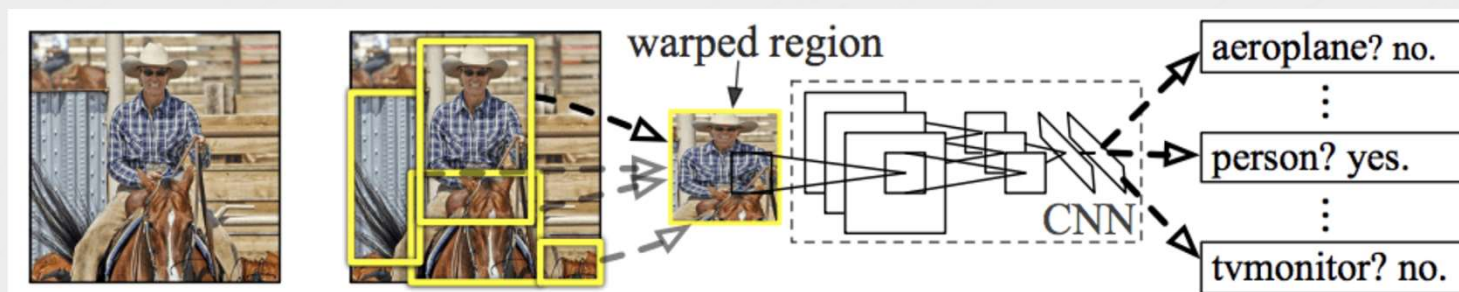 warped region
CNN
aeroplane? no.
⋮
person? yes.
⋮
tvmonitor? no.